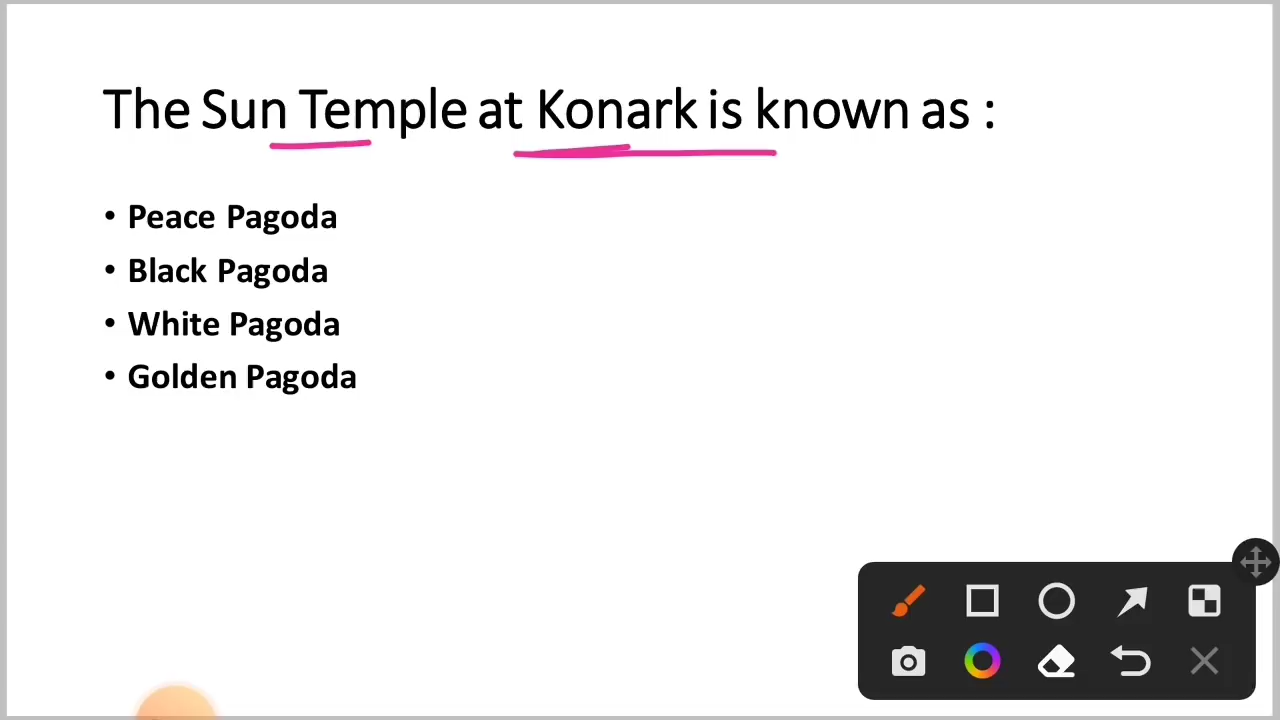 The Sun Temple at Konark is known as :
• Peace Pagoda
• Black Pagoda
• White Pagoda
• Golden Pagoda